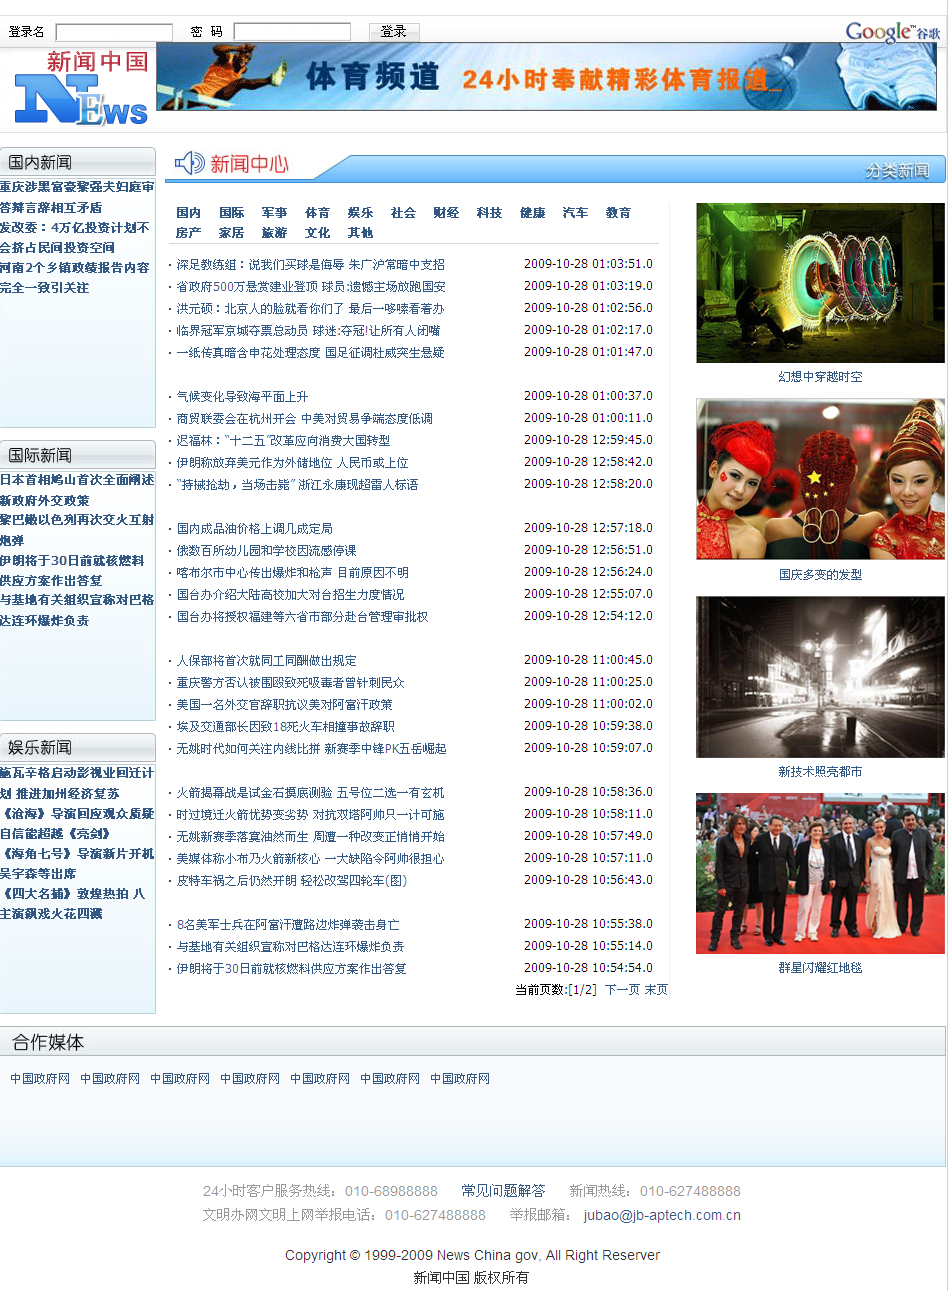 登录名 密 码 登录 Google™谷歌
新闻中国
News
体育频道 24小时奉献精彩体育报道_
国内新闻
重庆涉黑富豪黎强夫妇庭审
答辩言辞相互矛盾
发改委：4万亿投资计划不
会挤占民间投资空间
河南2个乡镇政绩报告内容
完全一致引关注
国际新闻
日本首相鸠山首次全面阐述
新政府外交政策
黎巴嫩以色列再次交火互射
炮弹
伊朗将于30日前就核燃料
供应方案作出答复
与基地有关组织宣称对巴格
达连环爆炸负责
娱乐新闻
施瓦辛格启动影视业回迁计
划 推进加州经济复苏
《沧海》导演回应观众质疑
自信能超越《亮剑》
《海角七号》导演新片开机
吴宇森等出席
《四大名捕》敦煌热拍 八
主演飙戏火花四溅
新闻中心 分类新闻
国内 国际 军事 体育 娱乐 社会 财经 科技 健康 汽车 教育
房产 家居 旅游 文化 其他
· 深足教练组：说我们买球是侮辱 朱广沪常暗中支招 2009-10-28 01:03:51.0
· 省政府500万悬赏建业登顶 球员:遗憾主场放跑国安 2009-10-28 01:03:19.0
· 洪元硕：北京人的脸就看你们了 最后一哆嗦看着办 2009-10-28 01:02:56.0
· 临界冠军京城夺票总动员 球迷:夺冠!让所有人闭嘴 2009-10-28 01:02:17.0
· 一纸传真暗含申花处理态度 国足征调杜威突生悬疑 2009-10-28 01:01:47.0
· 气候变化导致海平面上升 2009-10-28 01:00:37.0
· 商贸联委会在杭州开会 中美对贸易争端态度低调 2009-10-28 01:00:11.0
· 迟福林：“十二五”改革应向消费大国转型 2009-10-28 12:59:45.0
· 伊朗称放弃美元作为外储地位 人民币或上位 2009-10-28 12:58:42.0
· “持械抢劫，当场击毙” 浙江永康现超雷人标语 2009-10-28 12:58:20.0
· 国内成品油价格上调几成定局 2009-10-28 12:57:18.0
· 俄数百所幼儿园和学校因流感停课 2009-10-28 12:56:51.0
· 喀布尔市中心传出爆炸和枪声 目前原因不明 2009-10-28 12:56:24.0
· 国台办介绍大陆高校加大对台招生力度情况 2009-10-28 12:55:07.0
· 国台办将授权福建等六省市部分赴台管理审批权 2009-10-28 12:54:12.0
· 人保部将首次就同工同酬做出规定 2009-10-28 11:00:45.0
· 重庆警方否认被围殴致死吸毒者曾针刺民众 2009-10-28 11:00:25.0
· 美国一名外交官辞职抗议美对阿富汗政策 2009-10-28 11:00:02.0
· 埃及交通部长因致18死火车相撞事故辞职 2009-10-28 10:59:38.0
· 无姚时代如何关注内线比拼 新赛季中锋PK五岳崛起 2009-10-28 10:59:07.0
· 火箭揭幕战是试金石摸底测验 五号位二选一有玄机 2009-10-28 10:58:36.0
· 时过境迁火箭优势变劣势 对抗双塔阿帅只一计可施 2009-10-28 10:58:11.0
· 无姚新赛季落寞油然而生 周遭一种改变正悄悄开始 2009-10-28 10:57:49.0
· 美媒体称小布乃火箭新核心 一大缺陷令阿帅很担心 2009-10-28 10:57:11.0
· 皮特车祸之后仍然开朗 轻松改驾四轮车(图) 2009-10-28 10:56:43.0
· 8名美军士兵在阿富汗遭路边炸弹袭击身亡 2009-10-28 10:55:38.0
· 与基地有关组织宣称对巴格达连环爆炸负责 2009-10-28 10:55:14.0
· 伊朗将于30日前就核燃料供应方案作出答复 2009-10-28 10:54:54.0
当前页数:[1/2] 下一页 末页
幻想中穿越时空
国庆多变的发型
新技术照亮都市
群星闪耀红地毯
合作媒体
中国政府网 中国政府网 中国政府网 中国政府网 中国政府网 中国政府网 中国政府网
24小时客户服务热线：010-68988888 常见问题解答 新闻热线：010-627488888
文明办网文明上网举报电话：010-627488888 举报邮箱： jubao@jb-aptech.com.cn
Copyright © 1999-2009 News China gov, All Right Reserver
新闻中国 版权所有